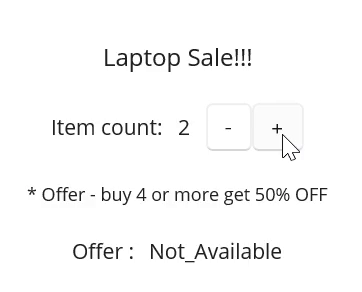 Laptop Sale!!!
Item count: 2 - +
* Offer - buy 4 or more get 50% OFF
Offer : Not_Available